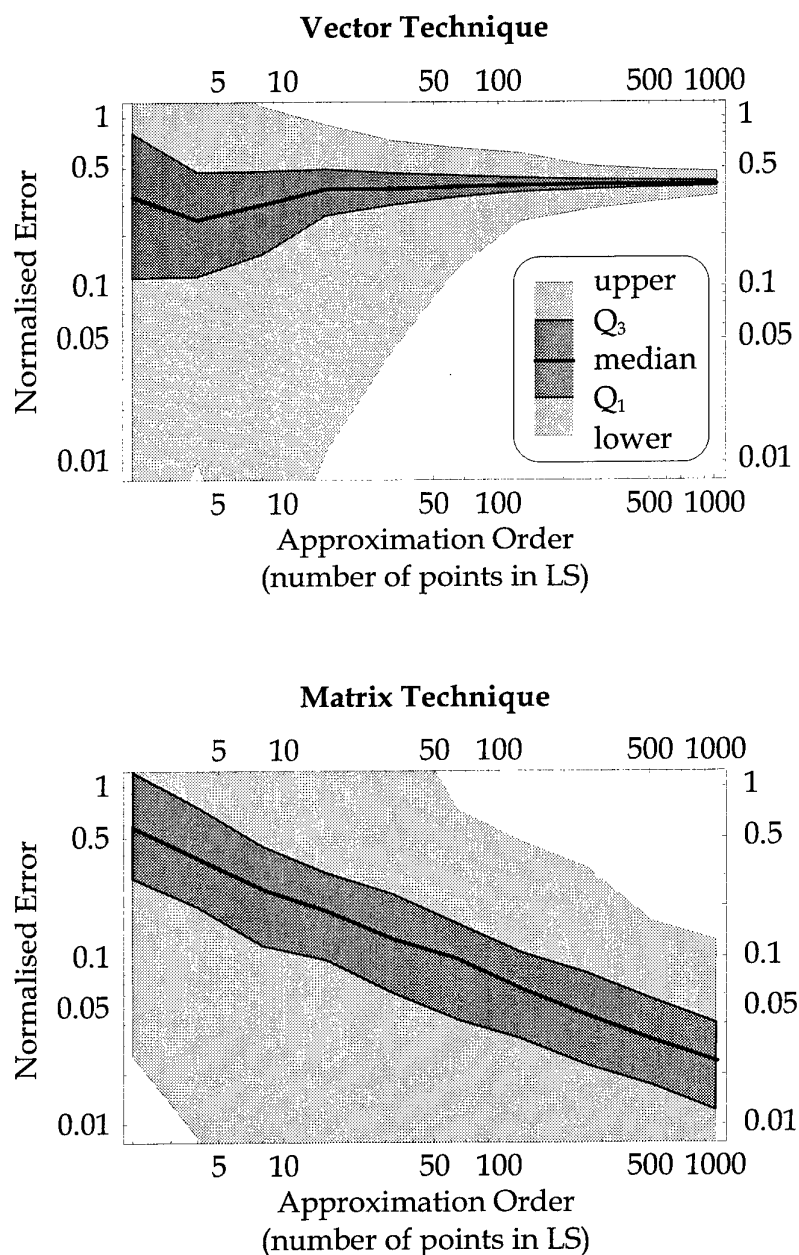 Vector Technique
5 10 50 100 500 1000
1 1
0.5 0.5
0.1 0.1
0.05 0.05
0.01 0.01
Normalised Error
upper
Q₃
median
Q₁
lower
5 10 50 100 500 1000
Approximation Order
(number of points in LS)
Matrix Technique
5 10 50 100 500 1000
1 1
0.5 0.5
0.1 0.1
0.05 0.05
0.01 0.01
Normalised Error
5 10 50 100 500 1000
Approximation Order
(number of points in LS)